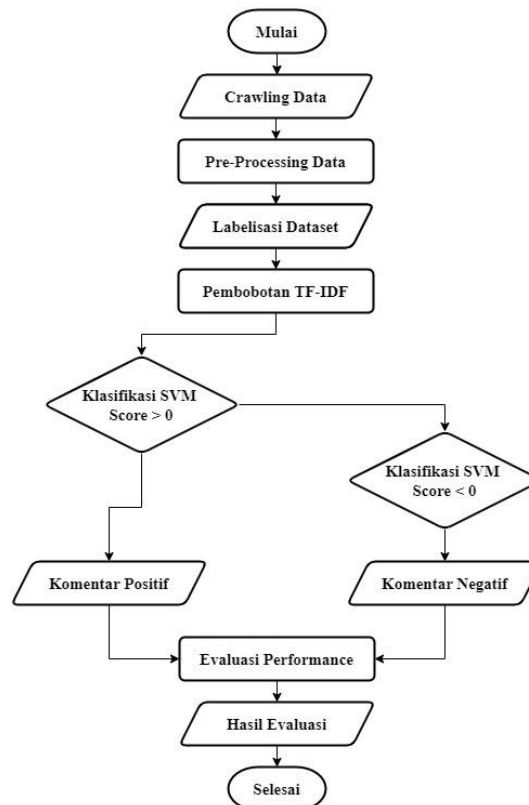 Mulai
Crawling Data
Pre-Processing Data
Labelisasi Dataset
Pembobotan TF-IDF
Klasifikasi SVM
Score > 0
Klasifikasi SVM
Score < 0
Komentar Positif
Komentar Negatif
Evaluasi Performance
Hasil Evaluasi
Selesai